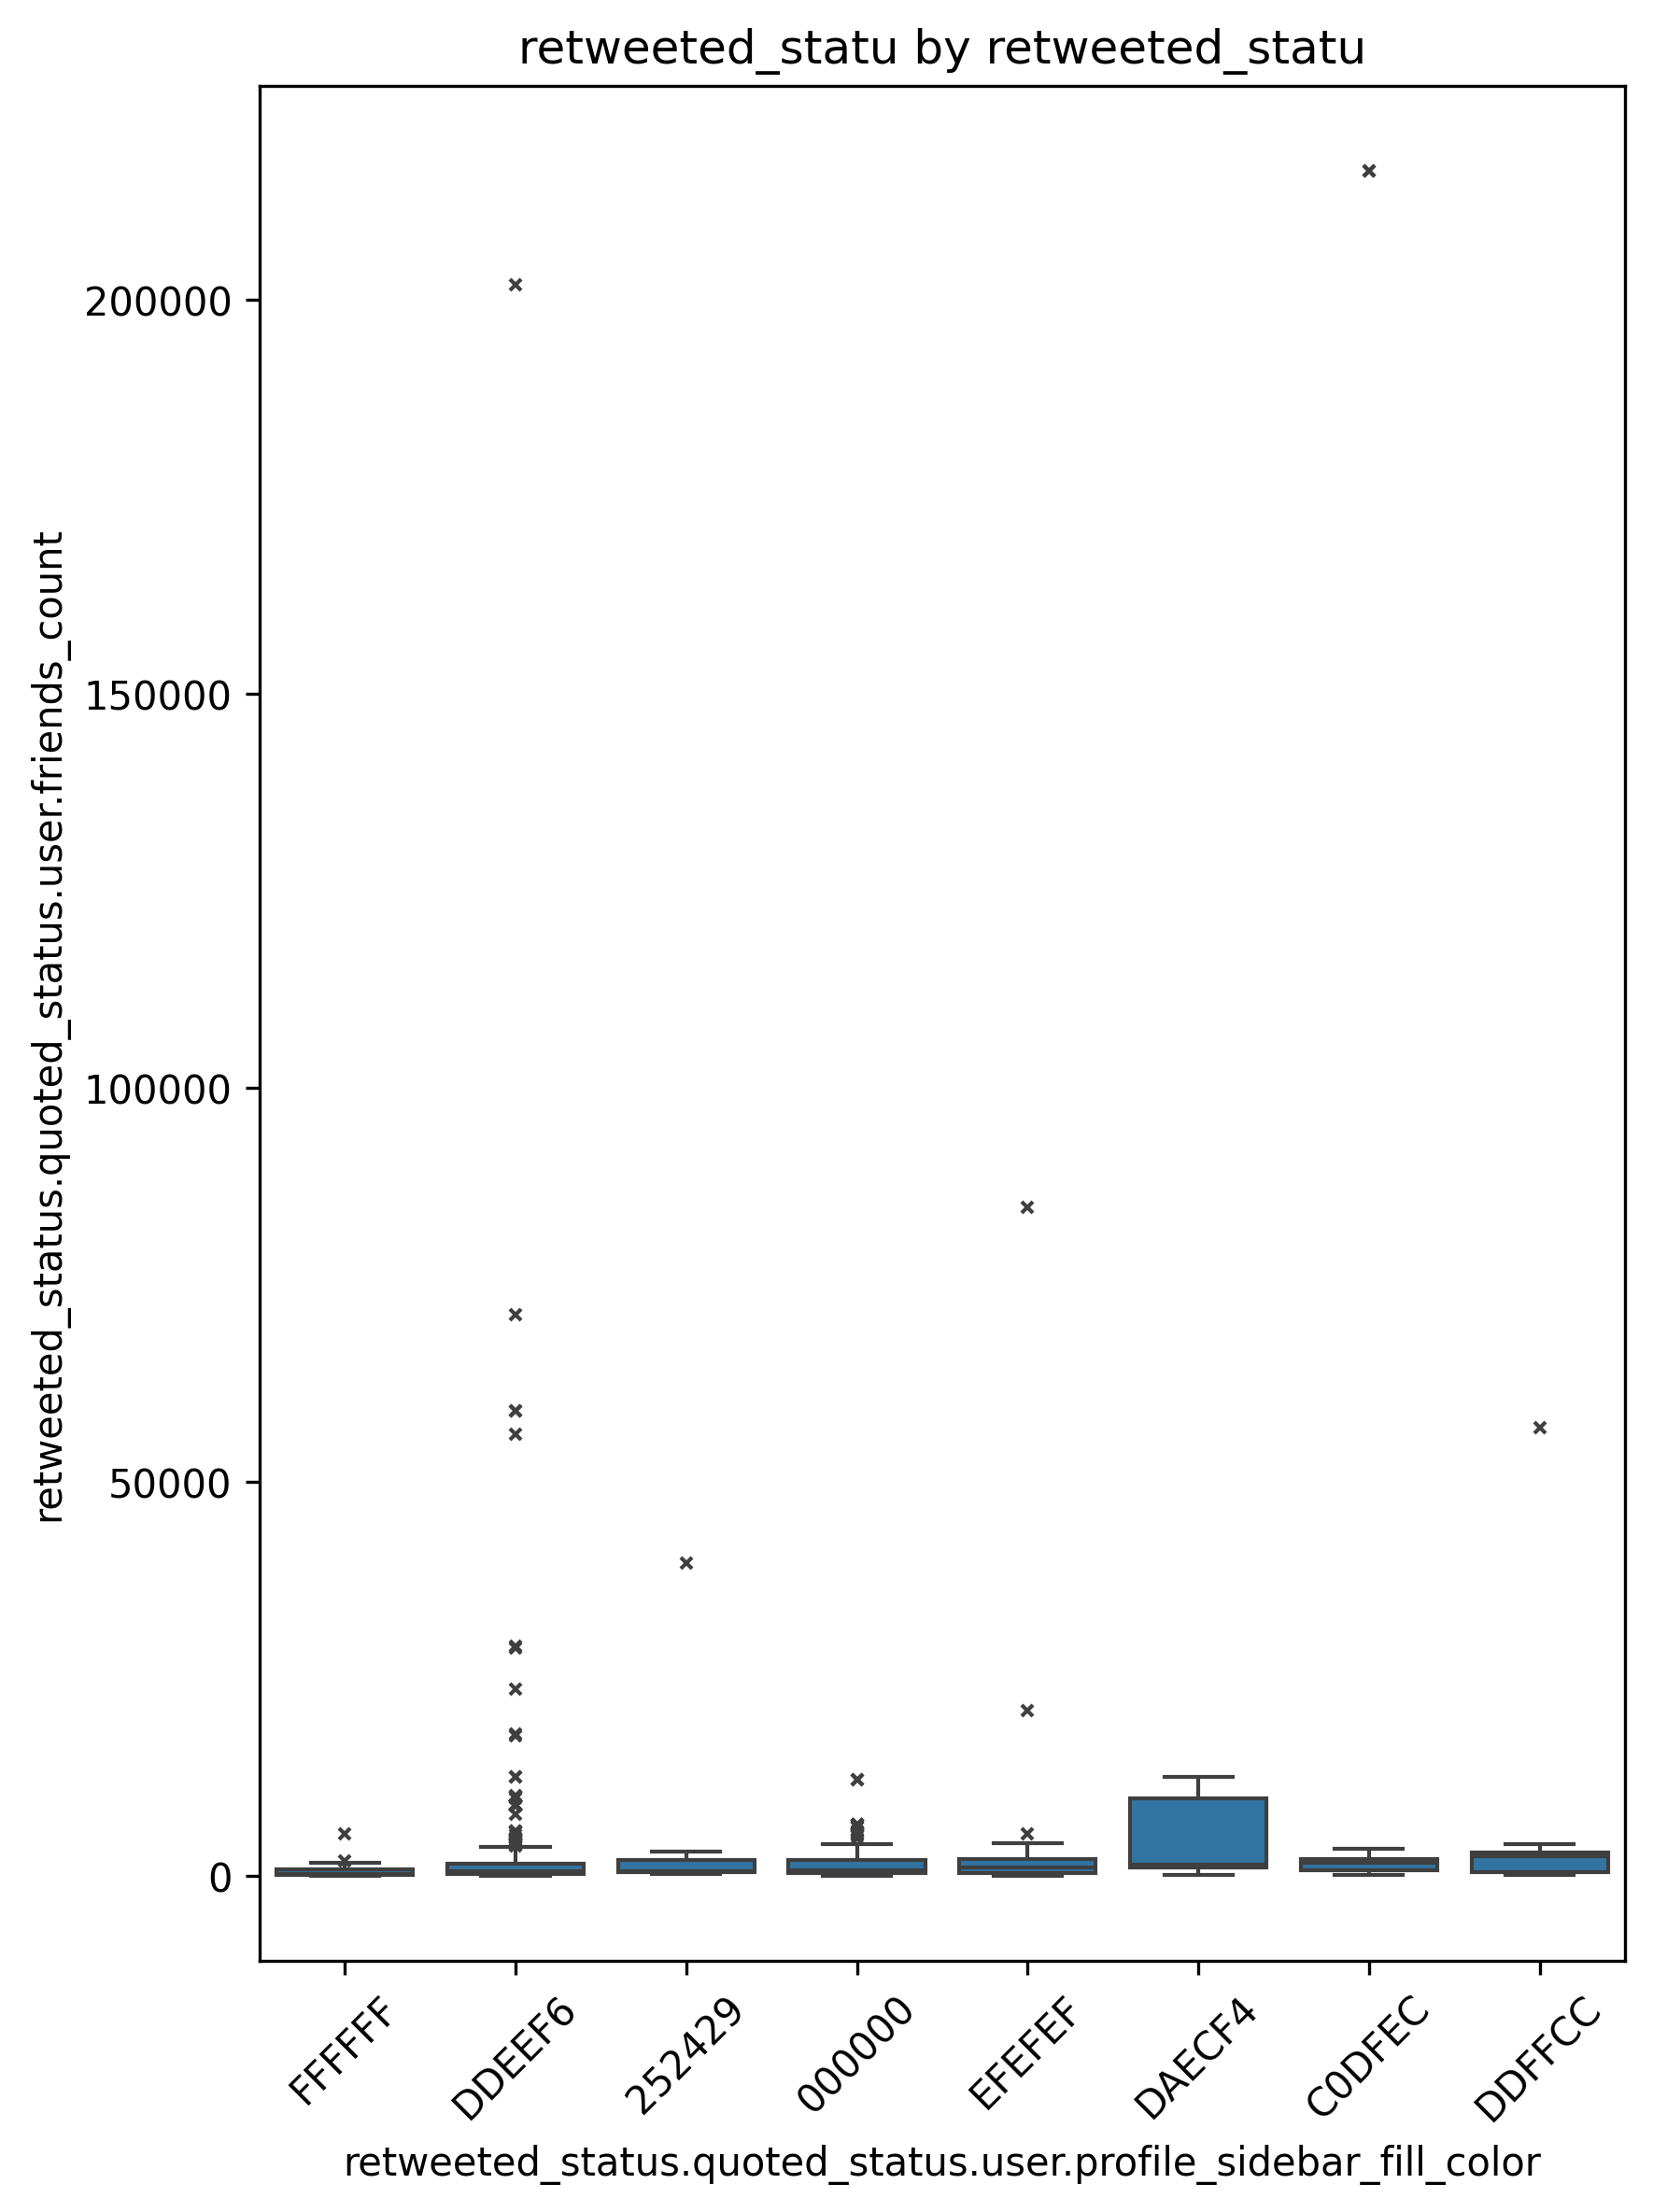 retweeted_statu by retweeted_statu
retweeted_status.quoted_status.user.friends_count
200000
150000
100000
50000
0
FFFFFF
DDEEF6
252429
000000
EFEFEF
DAECF4
C0DFEC
DDFFCC
retweeted_status.quoted_status.user.profile_sidebar_fill_color